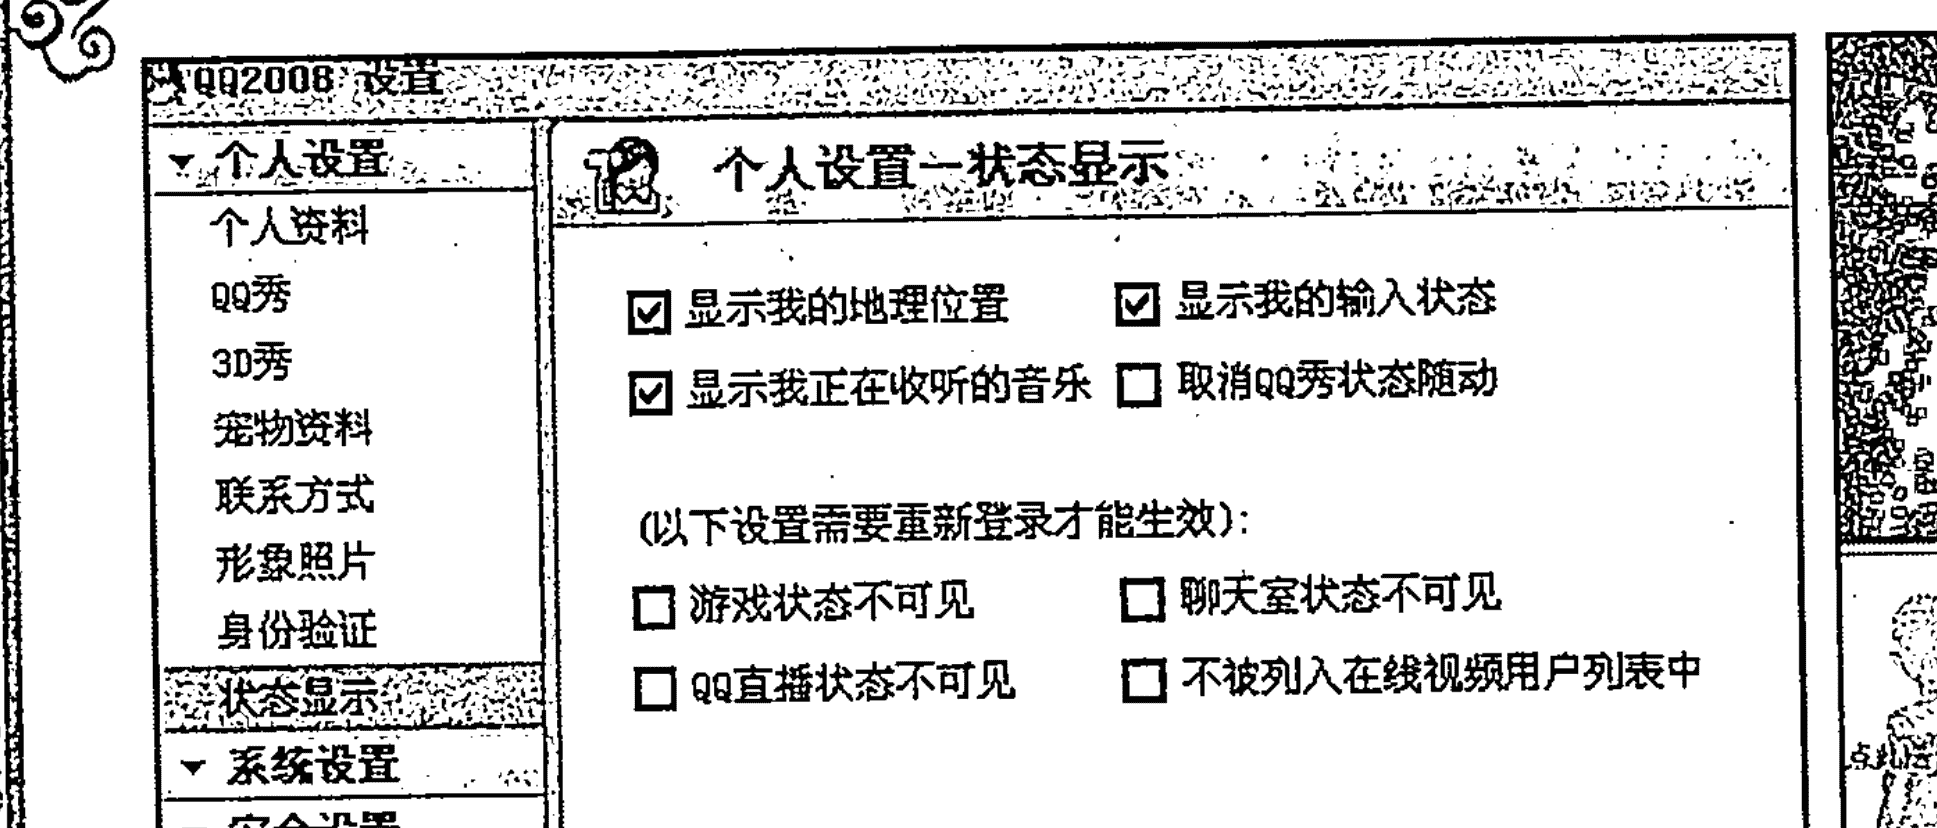 QQ2008 设置
个人设置
个人资料
QQ秀
3D秀
宠物资料
联系方式
形象照片
身份验证
状态显示
系统设置
安全设置
个人设置—状态显示
显示我的地理位置
显示我的输入状态
显示我正在收听的音乐
取消QQ秀状态随动
(以下设置需要重新登录才能生效):
游戏状态不可见
聊天室状态不可见
QQ直播状态不可见
不被列入在线视频用户列表中